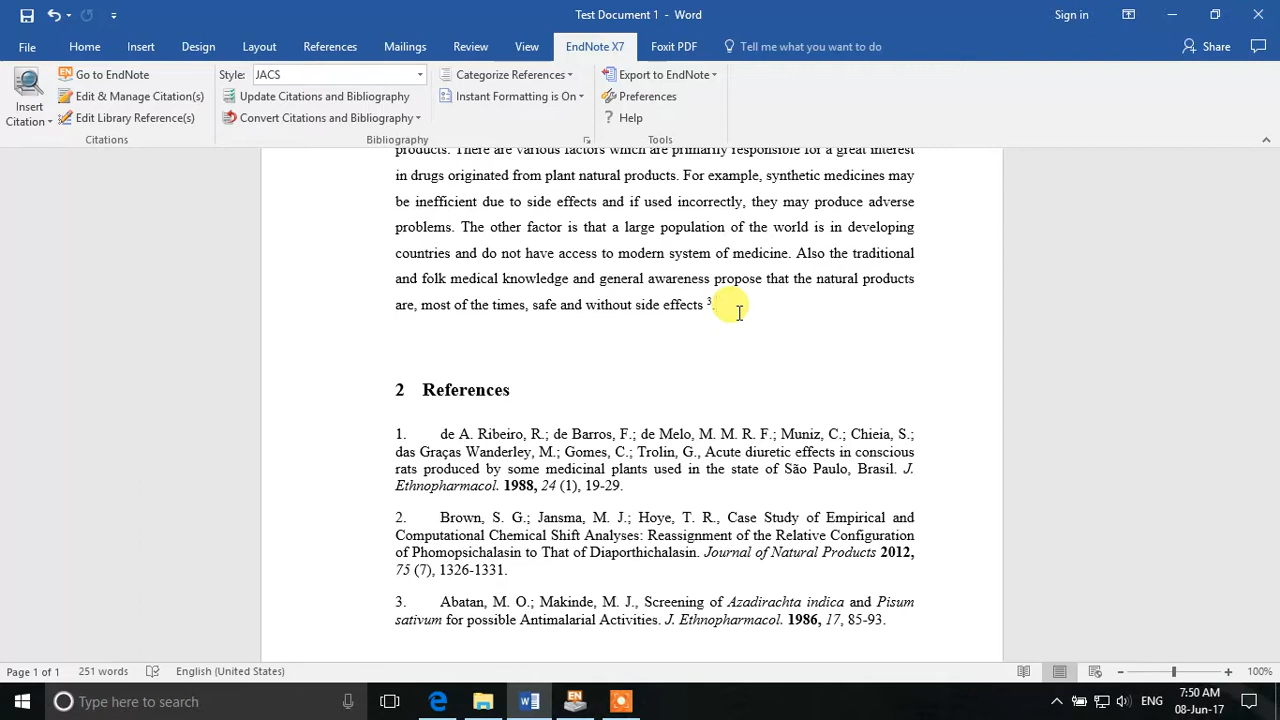 Test Document 1 - Word
Sign in
File Home Insert Design Layout References Mailings Review View EndNote X7 Foxit PDF Tell me what you want to do Share
Go to EndNote
Edit & Manage Citation(s)
Edit Library Reference(s)
Insert
Citation
Citations
Style: JACS
Update Citations and Bibliography
Convert Citations and Bibliography
Categorize References
Instant Formatting is On
Bibliography
Export to EndNote
Preferences
Help
Tools
products. There are various factors which are primarily responsible for a great interest
in drugs originated from plant natural products. For example, synthetic medicines may
be inefficient due to side effects and if used incorrectly, they may produce adverse
problems. The other factor is that a large population of the world is in developing
countries and do not have access to modern system of medicine. Also the traditional
and folk medical knowledge and general awareness propose that the natural products
are, most of the times, safe and without side effects 3.
2 References
1. de A. Ribeiro, R.; de Barros, F.; de Melo, M. M. R. F.; Muniz, C.; Chieia, S.;
das Graças Wanderley, M.; Gomes, C.; Trolin, G., Acute diuretic effects in conscious
rats produced by some medicinal plants used in the state of São Paulo, Brasil. J.
Ethnopharmacol. 1988, 24 (1), 19-29.
2. Brown, S. G.; Jansma, M. J.; Hoye, T. R., Case Study of Empirical and
Computational Chemical Shift Analyses: Reassignment of the Relative Configuration
of Phomopsichalasin to That of Diaporthichalasin. Journal of Natural Products 2012,
75 (7), 1326-1331.
3. Abatan, M. O.; Makinde, M. J., Screening of Azadirachta indica and Pisum
sativum for possible Antimalarial Activities. J. Ethnopharmacol. 1986, 17, 85-93.
Page 1 of 1 251 words English (United States) 100%
Type here to search
EN
ENG
7:50 AM
08-Jun-17